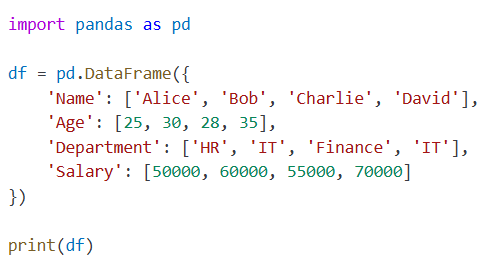 import pandas as pd

df = pd.DataFrame({
    'Name': ['Alice', 'Bob', 'Charlie', 'David'],
    'Age': [25, 30, 28, 35],
    'Department': ['HR', 'IT', 'Finance', 'IT'],
    'Salary': [50000, 60000, 55000, 70000]
})

print(df)